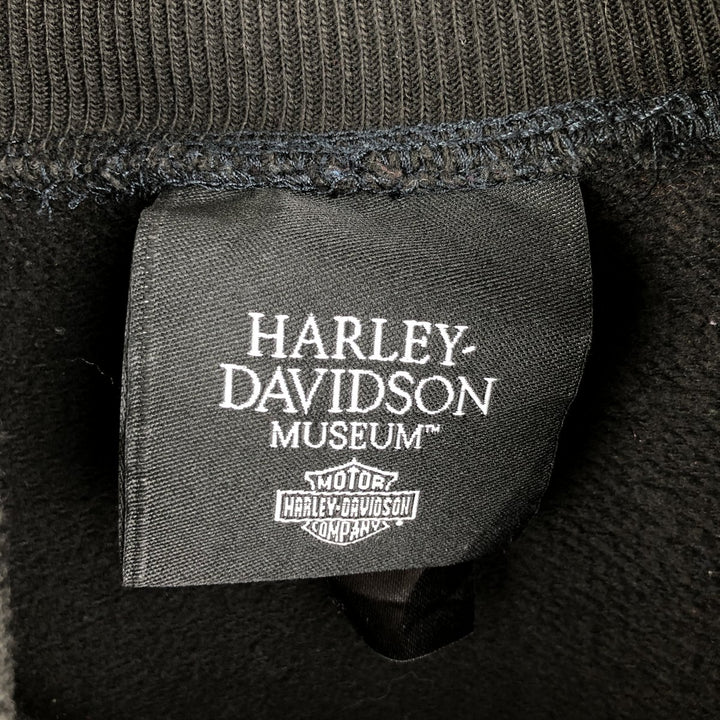 HARLEY-
DAVIDSON
MUSEUM™
MOTOR
HARLEY-DAVIDSON
COMPANY®